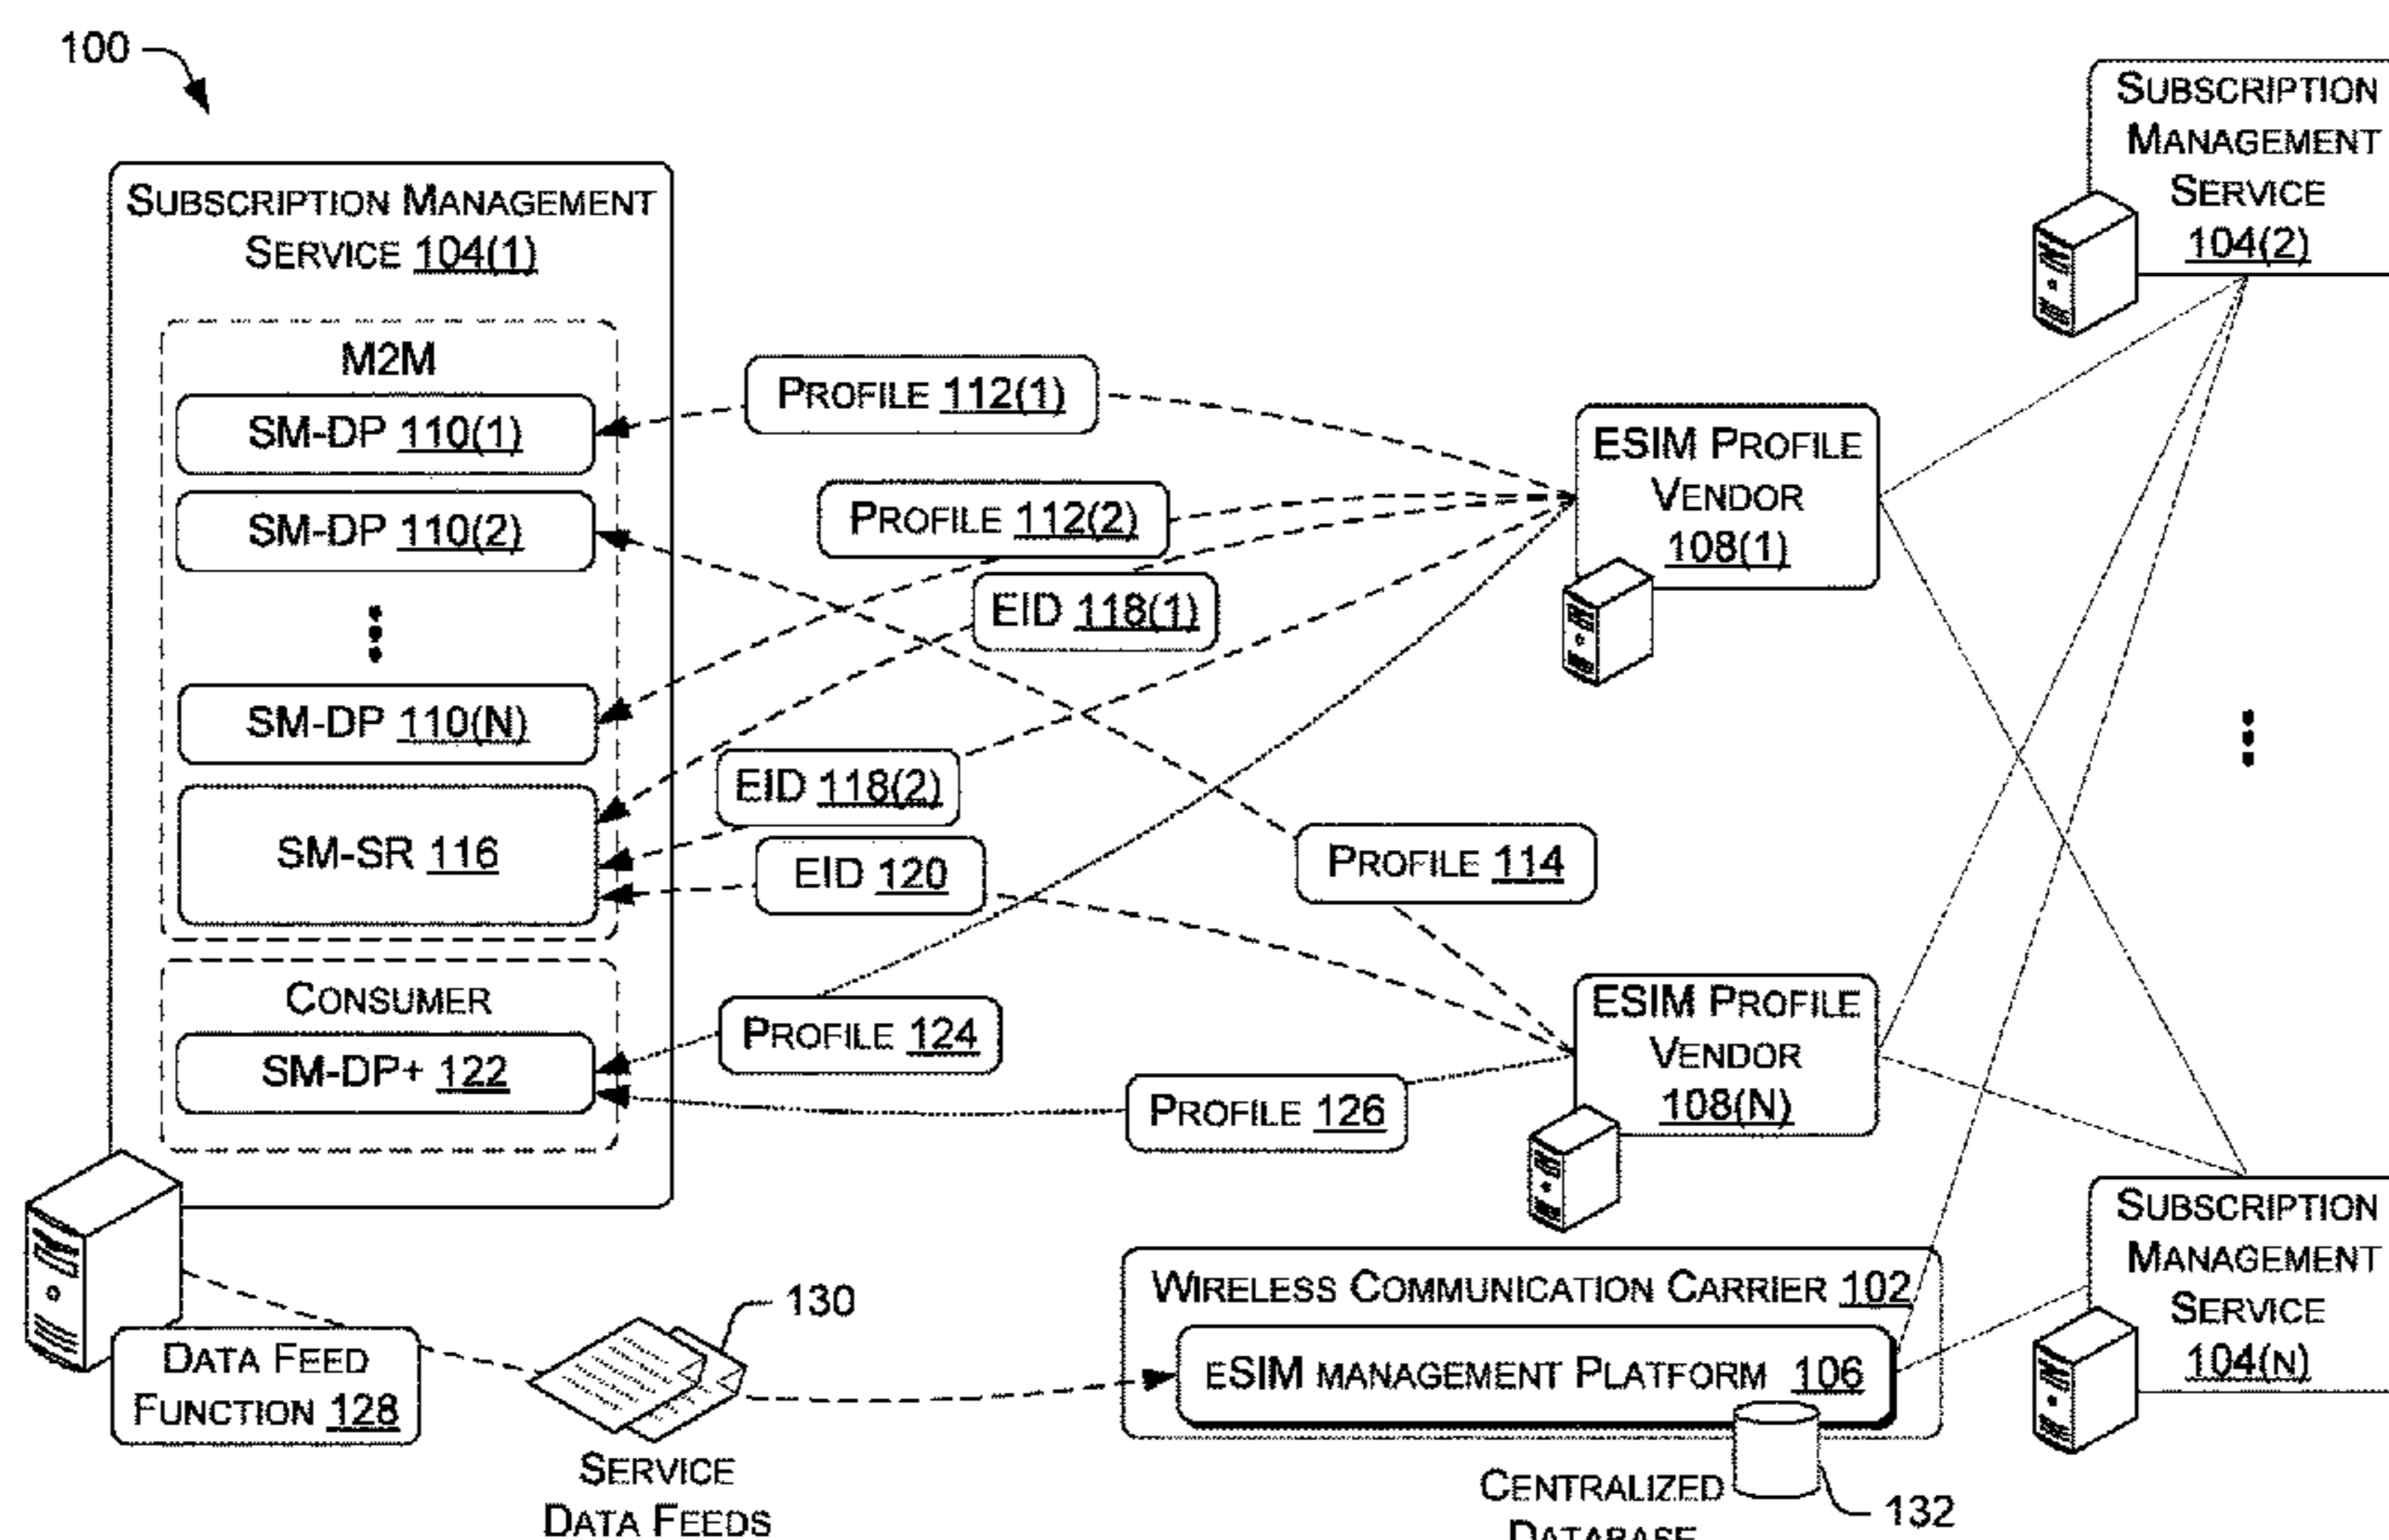 100
SUBSCRIPTION MANAGEMENT
SERVICE 104(1)
M2M
SM-DP 110(1)
SM-DP 110(2)
SM-DP 110(N)
SM-SR 116
CONSUMER
SM-DP+ 122
PROFILE 112(1)
PROFILE 112(2)
EID 118(1)
EID 118(2)
EID 120
PROFILE 114
PROFILE 124
PROFILE 126
ESIM PROFILE
VENDOR
108(1)
ESIM PROFILE
VENDOR
108(N)
SUBSCRIPTION
MANAGEMENT
SERVICE
104(2)
SUBSCRIPTION
MANAGEMENT
SERVICE
104(N)
WIRELESS COMMUNICATION CARRIER 102
eSIM MANAGEMENT PLATFORM 106
DATA FEED
FUNCTION 128
130
SERVICE
DATA FEEDS
CENTRALIZED
DATABASE
132